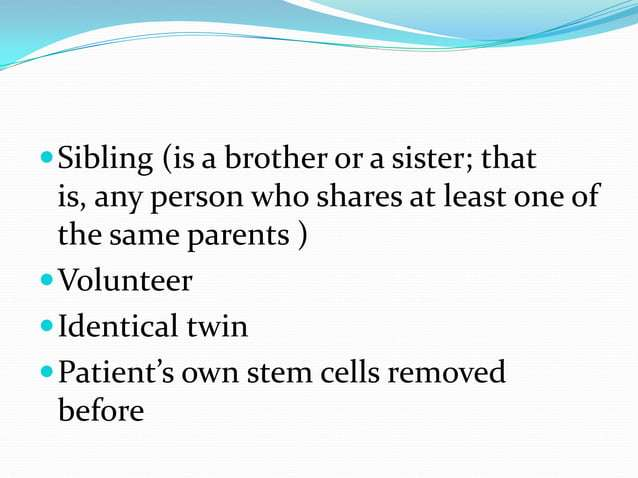 Sibling (is a brother or a sister; that
is, any person who shares at least one of
the same parents )
Volunteer
Identical twin
Patient’s own stem cells removed
before